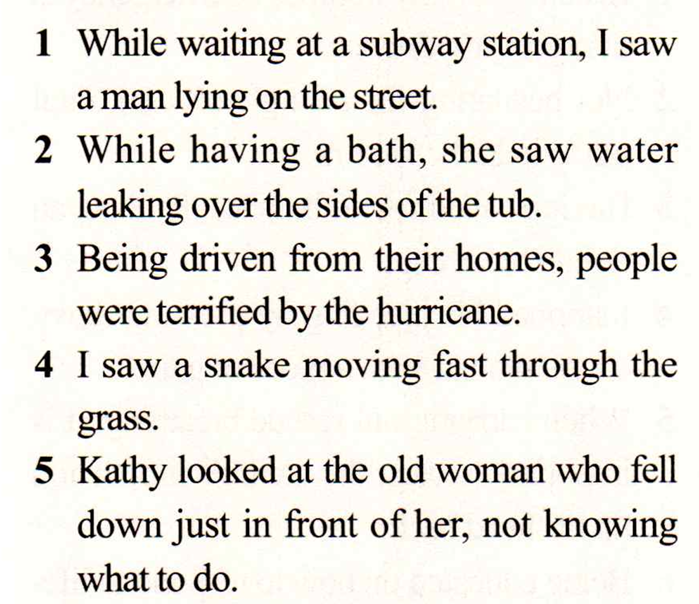 1 While waiting at a subway station, I saw
a man lying on the street.
2 While having a bath, she saw water
leaking over the sides of the tub.
3 Being driven from their homes, people
were terrified by the hurricane.
4 I saw a snake moving fast through the
grass.
5 Kathy looked at the old woman who fell
down just in front of her, not knowing
what to do.